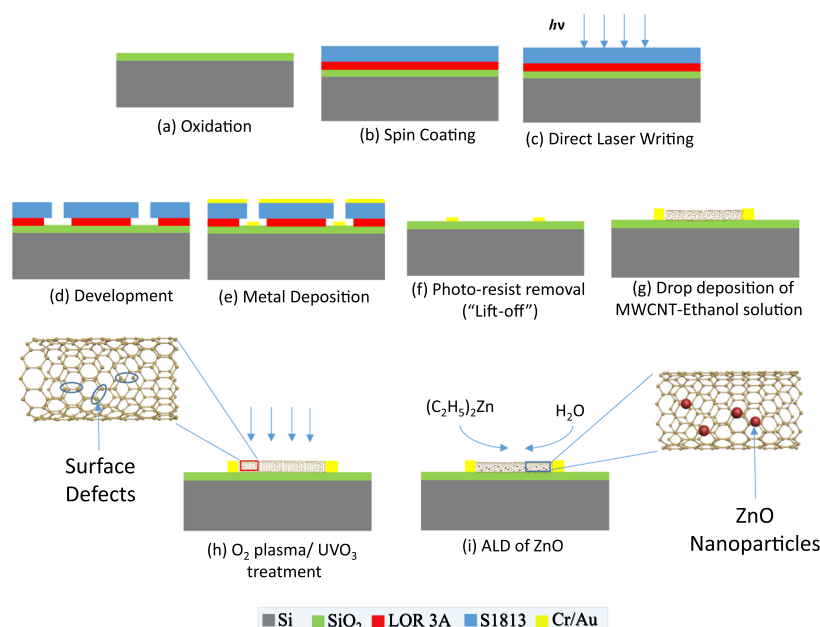 hν
(a) Oxidation
(b) Spin Coating
(c) Direct Laser Writing
(d) Development
(e) Metal Deposition
(f) Photo-resist removal
(“Lift-off”)
(g) Drop deposition of
MWCNT-Ethanol solution
Surface
Defects
(h) O₂ plasma/ UVO₃
treatment
(C₂H₅)₂Zn
H₂O
(i) ALD of ZnO
ZnO
Nanoparticles
Si SiO₂ LOR 3A S1813 Cr/Au